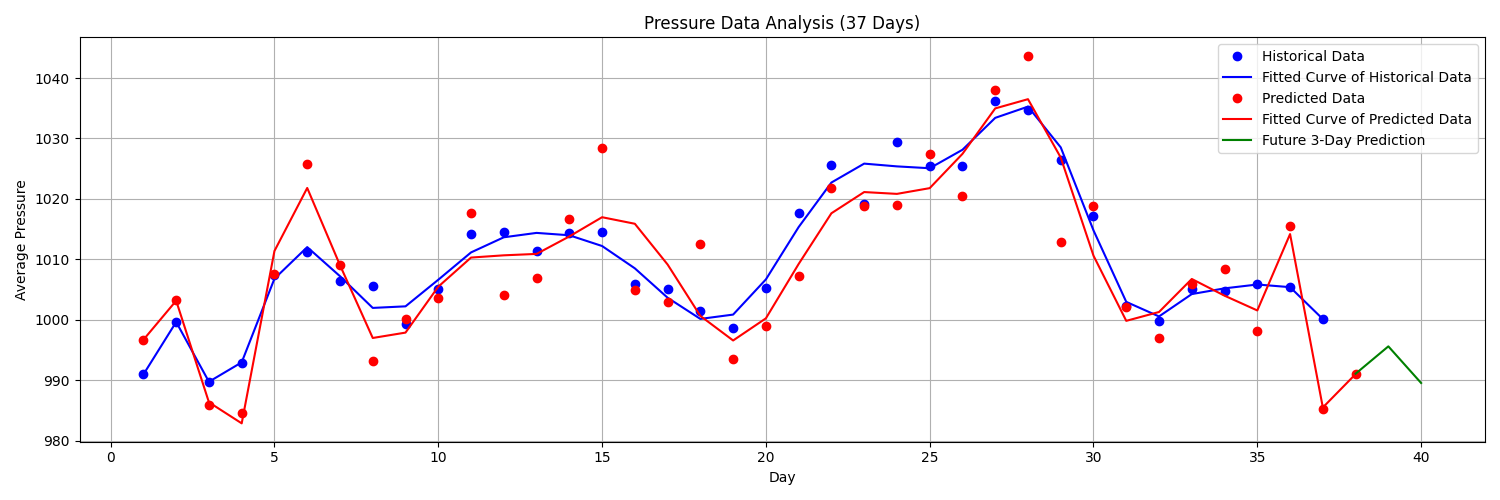 Pressure Data Analysis (37 Days)
Historical Data
Fitted Curve of Historical Data
Predicted Data
Fitted Curve of Predicted Data
Future 3-Day Prediction
Average Pressure
1040
1030
1020
1010
1000
990
980
0 5 10 15 20 25 30 35 40
Day